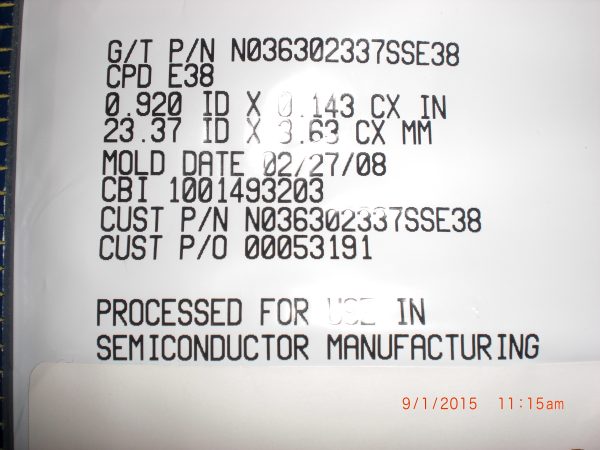 G/T P/N N036302337SSE38
CPD E38
0.920 ID X 0.143 CX IN
23.37 ID X 3.63 CX MM
MOLD DATE 02/27/08
CBI 1001493203
CUST P/N N036302337SSE38
CUST P/O 00053191
PROCESSED FOR USE IN
SEMICONDUCTOR MANUFACTURING
9/1/2015 11:15am